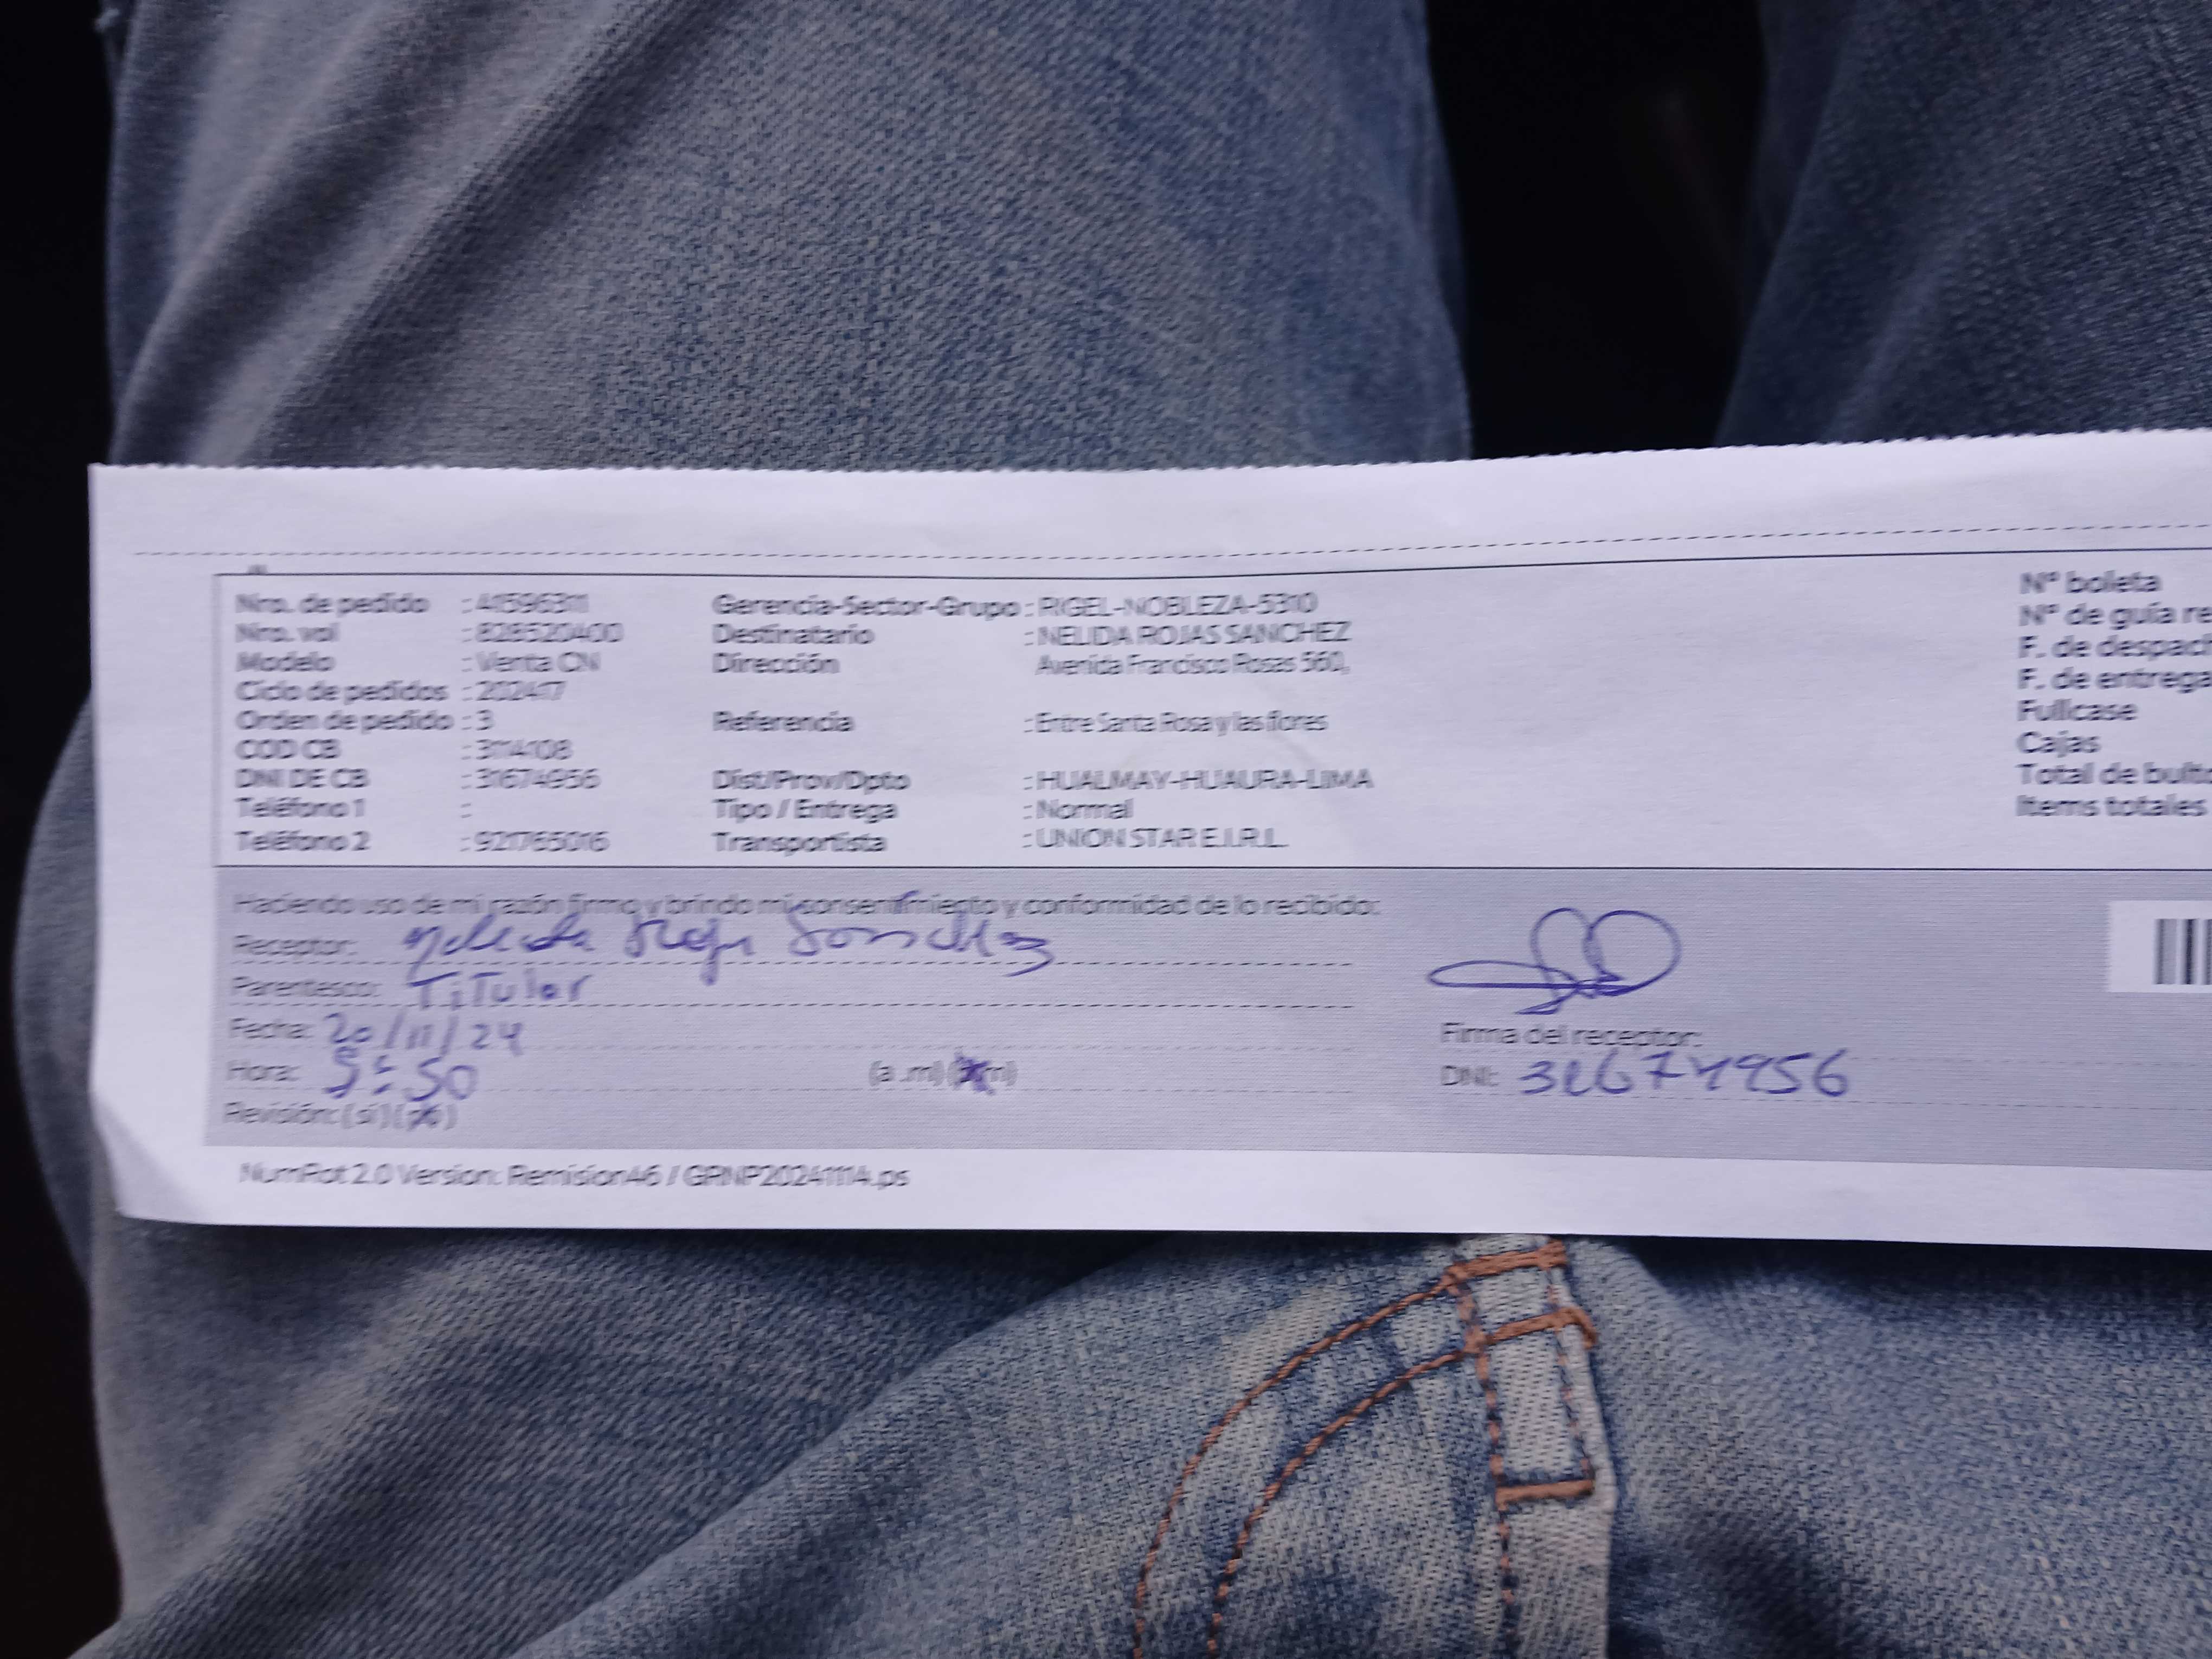 Nro. de pedido : 41596311
Nro. vol : 828520400
Modelo : Venta CN
Ciclo de pedidos : 202417
Orden de pedido : 3
COD CB : 3114108
DNI DE CB : 31674956
Teléfono 1 :
Teléfono 2 : 921765016
Gerencia-Sector-Grupo : RIGEL-NOBLEZA-5310
Destinatario : NELIDA ROJAS SANCHEZ
Dirección Avenida Francisco Rosas 560,
Referencia : Entre Santa Rosa y las flores
Dist/Prov/Dpto : HUALMAY-HUAURA-LIMA
Tipo / Entrega : Normal
Transportista : UNION STAR E.I.R.L.
N° boleta
N° de guía re
F. de despach
F. de entrega
Fullcase
Cajas
Total de bult
Items totales
Haciendo uso de mi razón firmo y brindo mi consentimiento y conformidad de lo recibido:
Receptor: Sanchez
Parentesco: Titular
Fecha: 20/11/24
Hora: 5:50 (a .m) (p.m)
Revisión: (si) (no)
Firma del receptor:
DNI: 31674956
NumRot 2.0 Version: Remision46 / GRNP20241114.ps